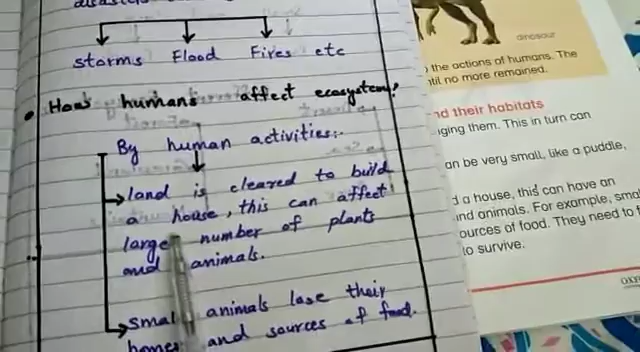 storms Flood Fires etc
How humans affect ecosystem?
By human activities:-
land is cleared to build
a house, this can affect
large number of plants
and animals.
small animals lose their
homes and sources of food.
dinosaur
the actions of humans. The
til no more remained.
nd their habitats
ging them. This in turn can
an be very small, like a puddle,
d a house, this can have an
nd animals. For example, sma
ources of food. They need to
to survive.
OXF